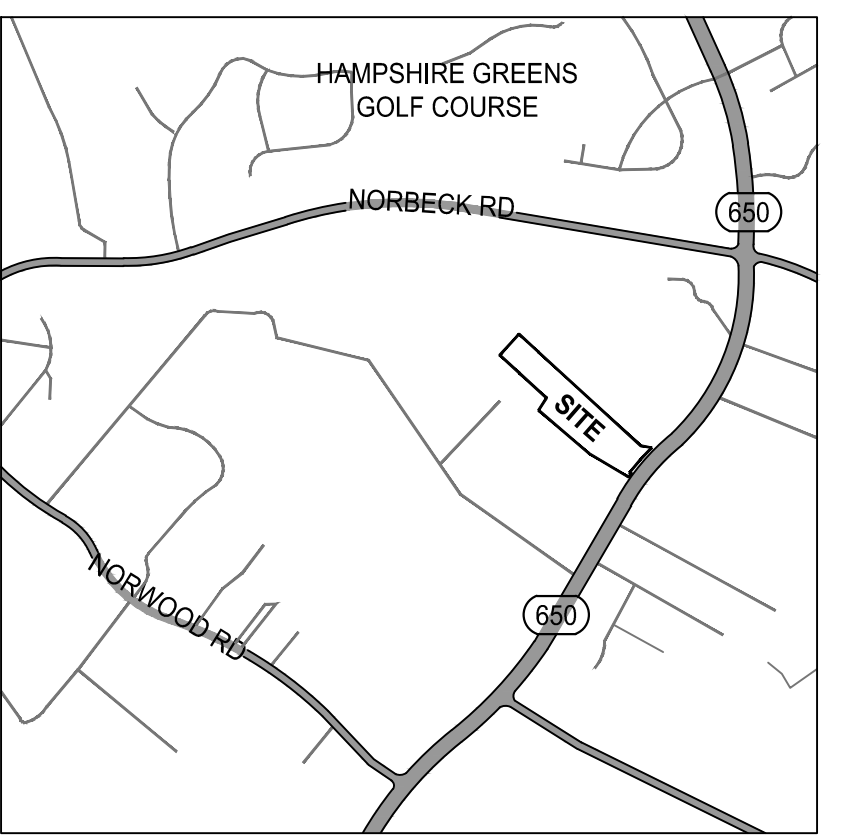 HAMPSHIRE GREENS
GOLF COURSE
NORBECK RD
650
SITE
NORWOOD RD
650